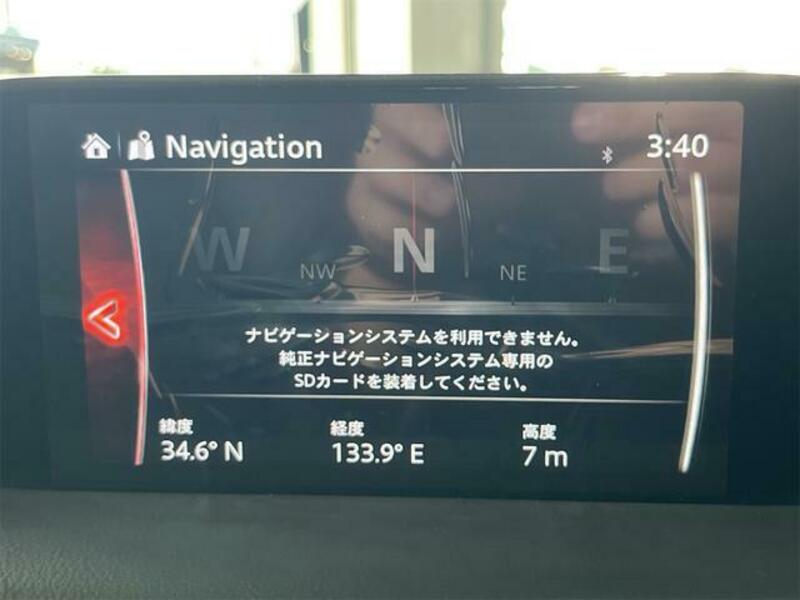 Navigation
3:40
W NW N NE E
ナビゲーションシステムを利用できません。
純正ナビゲーションシステム専用の
SDカードを装着してください。
緯度 経度 高度
34.6° N 133.9° E 7 m